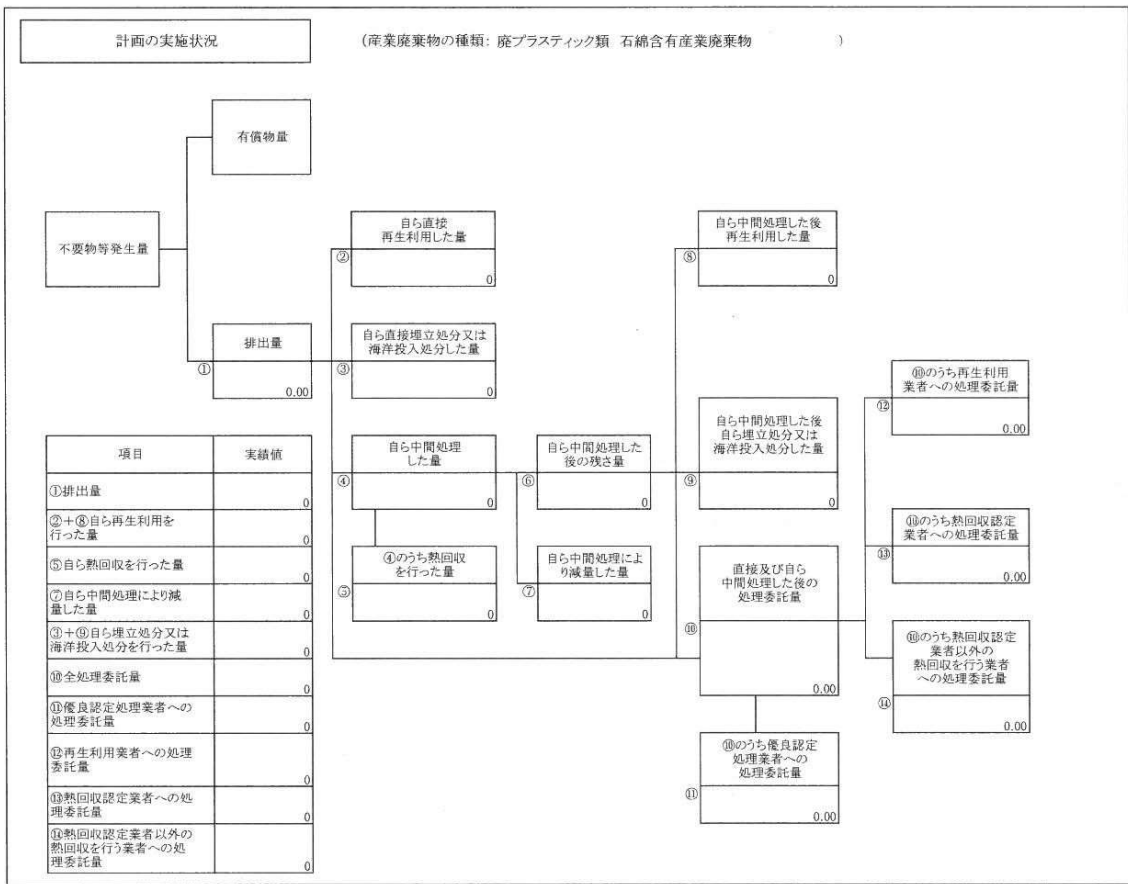 計画の実施状況
(産業廃棄物の種類: 廃プラスティック類 石綿含有産業廃棄物 )
有償物量
不要物等発生量
排出量
①
0.00
自ら直接
再生利用した量
②
0
自ら直接埋立処分又は
海洋投入処分した量
③
0
自ら中間処理
した量
④
0
④のうち熱回収
を行った量
⑤
0
自ら中間処理した
後の残さ量
⑥
0
自ら中間処理によ
り減量した量
⑦
0
自ら中間処理した後
再生利用した量
⑧
0
自ら中間処理した後
自ら埋立処分又は
海洋投入処分した量
⑨
0
直接及び自ら
中間処理した後の
処理委託量
⑩
0.00
⑩のうち優良認定
処理業者への
処理委託量
⑪
0.00
⑩のうち再生利用
業者への処理委託量
⑫
0.00
⑩のうち熱回収認定
業者への処理委託量
⑬
0.00
⑩のうち熱回収認定
業者以外の
熱回収を行う業者
への処理委託量
⑭
0.00
項目 実績値
①排出量
0
②+⑧自ら再生利用を
行った量
0
⑤自ら熱回収を行った量
0
⑦自ら中間処理により減
量した量
0
③+⑨自ら埋立処分又は
海洋投入処分を行った量
0
⑩全処理委託量
0
⑪優良認定処理業者への
処理委託量
0
⑫再生利用業者への処理
委託量
0
⑬熱回収認定業者への処
理委託量
0
⑭熱回収認定業者以外の
熱回収を行う業者への処
理委託量
0